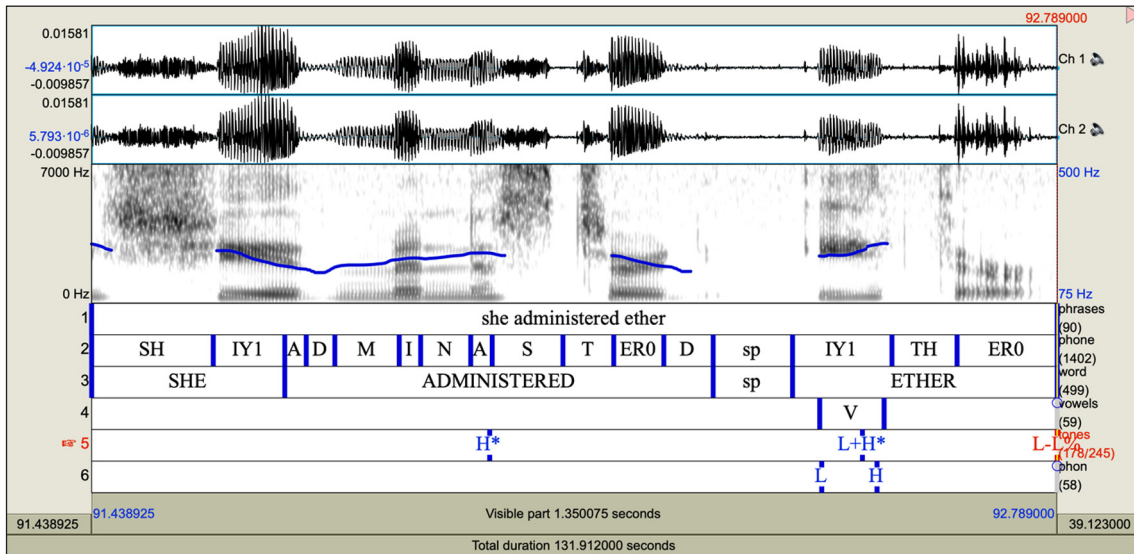 92.789000
0.01581
-4.924·10⁻⁵
-0.009857
Ch 1
0.01581
5.793·10⁻⁶
-0.009857
Ch 2
7000 Hz 500 Hz
0 Hz 75 Hz
1 she administered ether phrases (90)
2 SH IY1 A D M I N A S T ER0 D sp IY1 TH ER0 phone (1402)
3 SHE ADMINISTERED sp ETHER word (499)
4 V vowels (59)
5 H* L+H* L-L% tones (178/245)
6 L H phon (58)
91.438925 Visible part 1.350075 seconds 92.789000
91.438925 39.123000
Total duration 131.912000 seconds